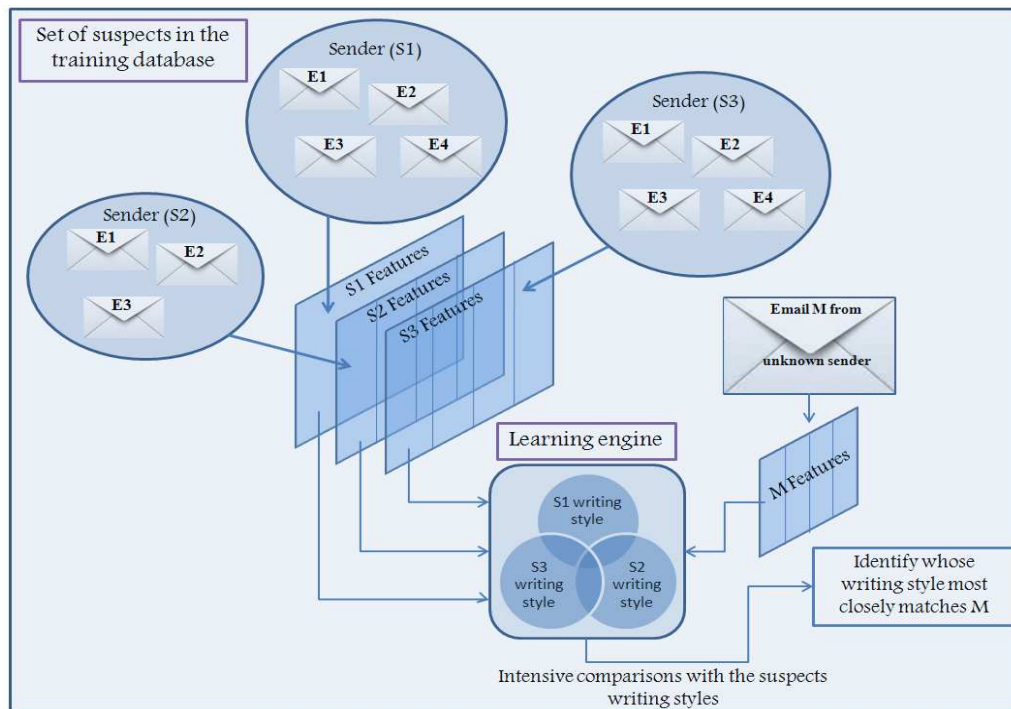 Set of suspects in the
training database
Sender (S1)
E1
E2
E3
E4
Sender (S3)
E1
E2
E3
E4
Sender (S2)
E1
E2
E3
S1 Features
S2 Features
S3 Features
Email M from
unknown sender
M Features
Learning engine
S1 writing
style
S3
writing
style
S2
writing
style
Identify whose
writing style most
closely matches M
Intensive comparisons with the suspects
writing styles